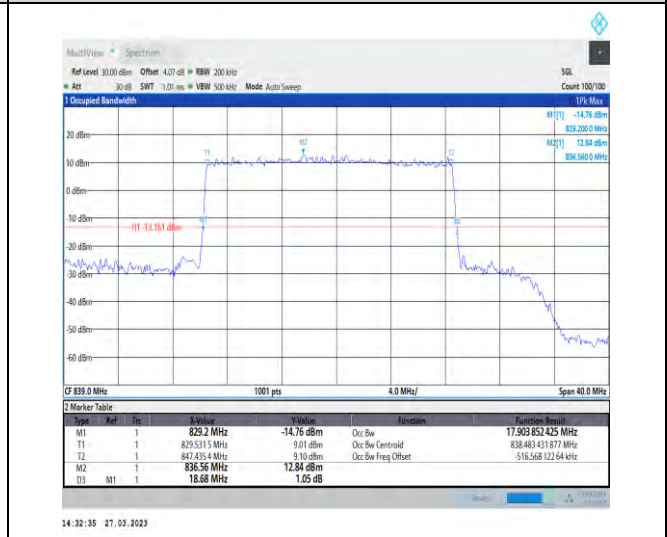 MultiView Spectrum
Ref Level 30.00 dBm Offset 4.07 dB RBW 200 kHz SGL
Att 30 dB SWT 1.01 ms VBW 500 kHz Mode Auto Sweep Count 100/100
1 Occupied Bandwidth 1Pk Max
M1[1] -14.76 dBm
829.200 0 MHz
M2[1] 12.84 dBm
836.560 0 MHz
20 dBm
M2
T1 T2
10 dBm
0 dBm
-10 dBm
M1
H1 -13.161 dBm
-20 dBm
-30 dBm
-40 dBm
-50 dBm
-60 dBm
CF 839.0 MHz 1001 pts 4.0 MHz/ Span 40.0 MHz
2 Marker Table
Type Ref Trc X-Value Y-Value Function Function Result
M1 1 829.2 MHz -14.76 dBm Occ Bw 17.903 852 425 MHz
T1 1 829.531 5 MHz 9.01 dBm Occ Bw Centroid 838.483 431 877 MHz
T2 1 847.435 4 MHz 9.10 dBm Occ Bw Freq Offset -516.568 122 64 kHz
M2 1 836.56 MHz 12.84 dBm
D3 M1 1 18.68 MHz 1.05 dB
14:32:35 27.03.2023